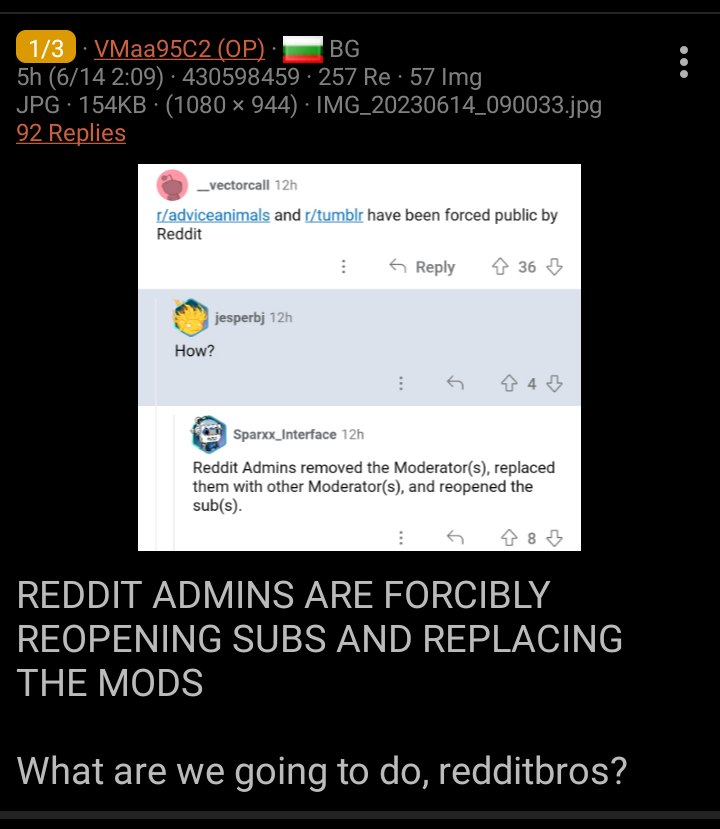 1/3 · VMaa95C2 (OP) · BG
5h (6/14 2:09) · 430598459 · 257 Re · 57 Img
JPG · 154KB · (1080 × 944) · IMG_20230614_090033.jpg
92 Replies
__vectorcall 12h
r/adviceanimals and r/tumblr have been forced public by
Reddit
Reply 36
jesperbj 12h
How?
4
Sparxx_Interface 12h
Reddit Admins removed the Moderator(s), replaced
them with other Moderator(s), and reopened the
sub(s).
8
REDDIT ADMINS ARE FORCIBLY
REOPENING SUBS AND REPLACING
THE MODS
What are we going to do, redditbros?